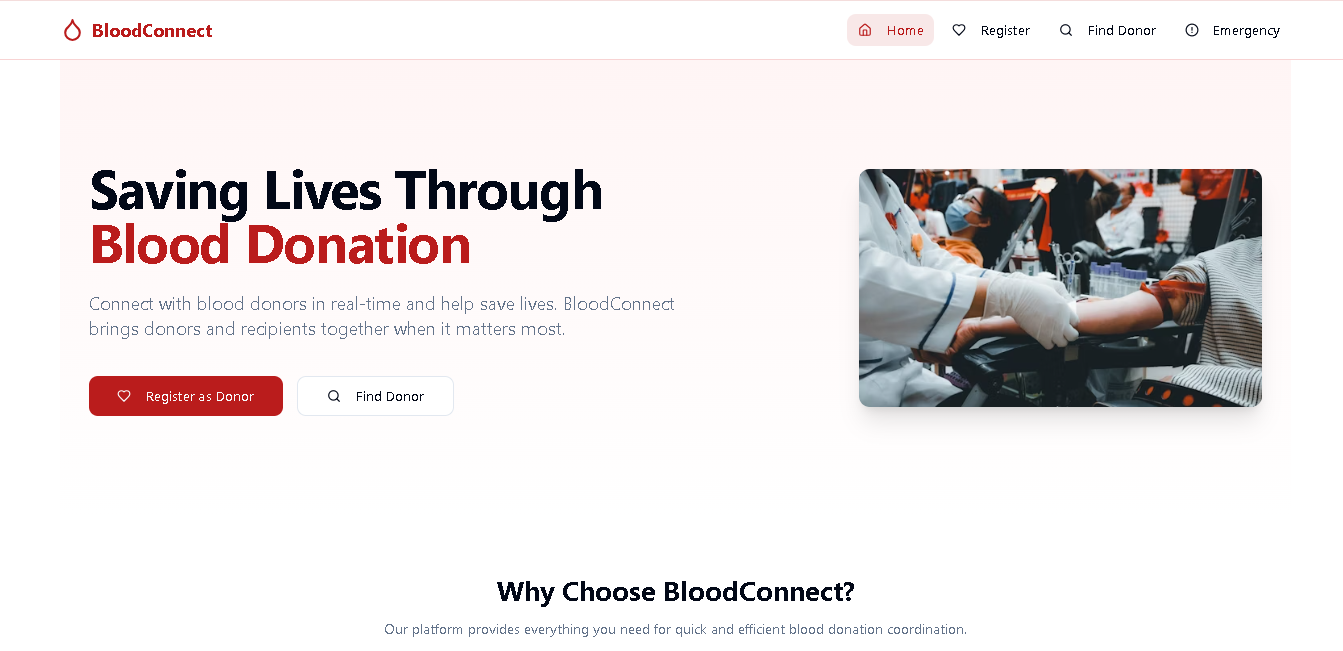 BloodConnect
Home
Register
Find Donor
Emergency
Saving Lives Through
Blood Donation
Connect with blood donors in real-time and help save lives. BloodConnect
brings donors and recipients together when it matters most.
Register as Donor
Find Donor
Why Choose BloodConnect?
Our platform provides everything you need for quick and efficient blood donation coordination.